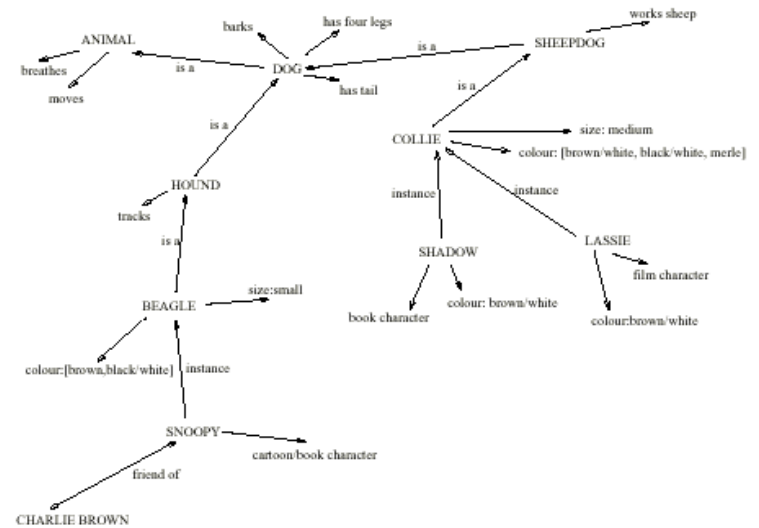 works sheep
has four legs
barks
ANIMAL
is a
SHEEPDOG
breathes
is a
DOG
moves
has tail
is a
is a
size: medium
COLLIE
colour: [brown/white, black/white, merle]
HOUND
instance
instance
tracks
is a
LASSIE
SHADOW
film character
size:small
BEAGLE
colour: brown/white
book character
colour:brown/white
colour:[brown,black/white]
instance
SNOOPY
cartoon/book character
friend of
CHARLIE BROWN